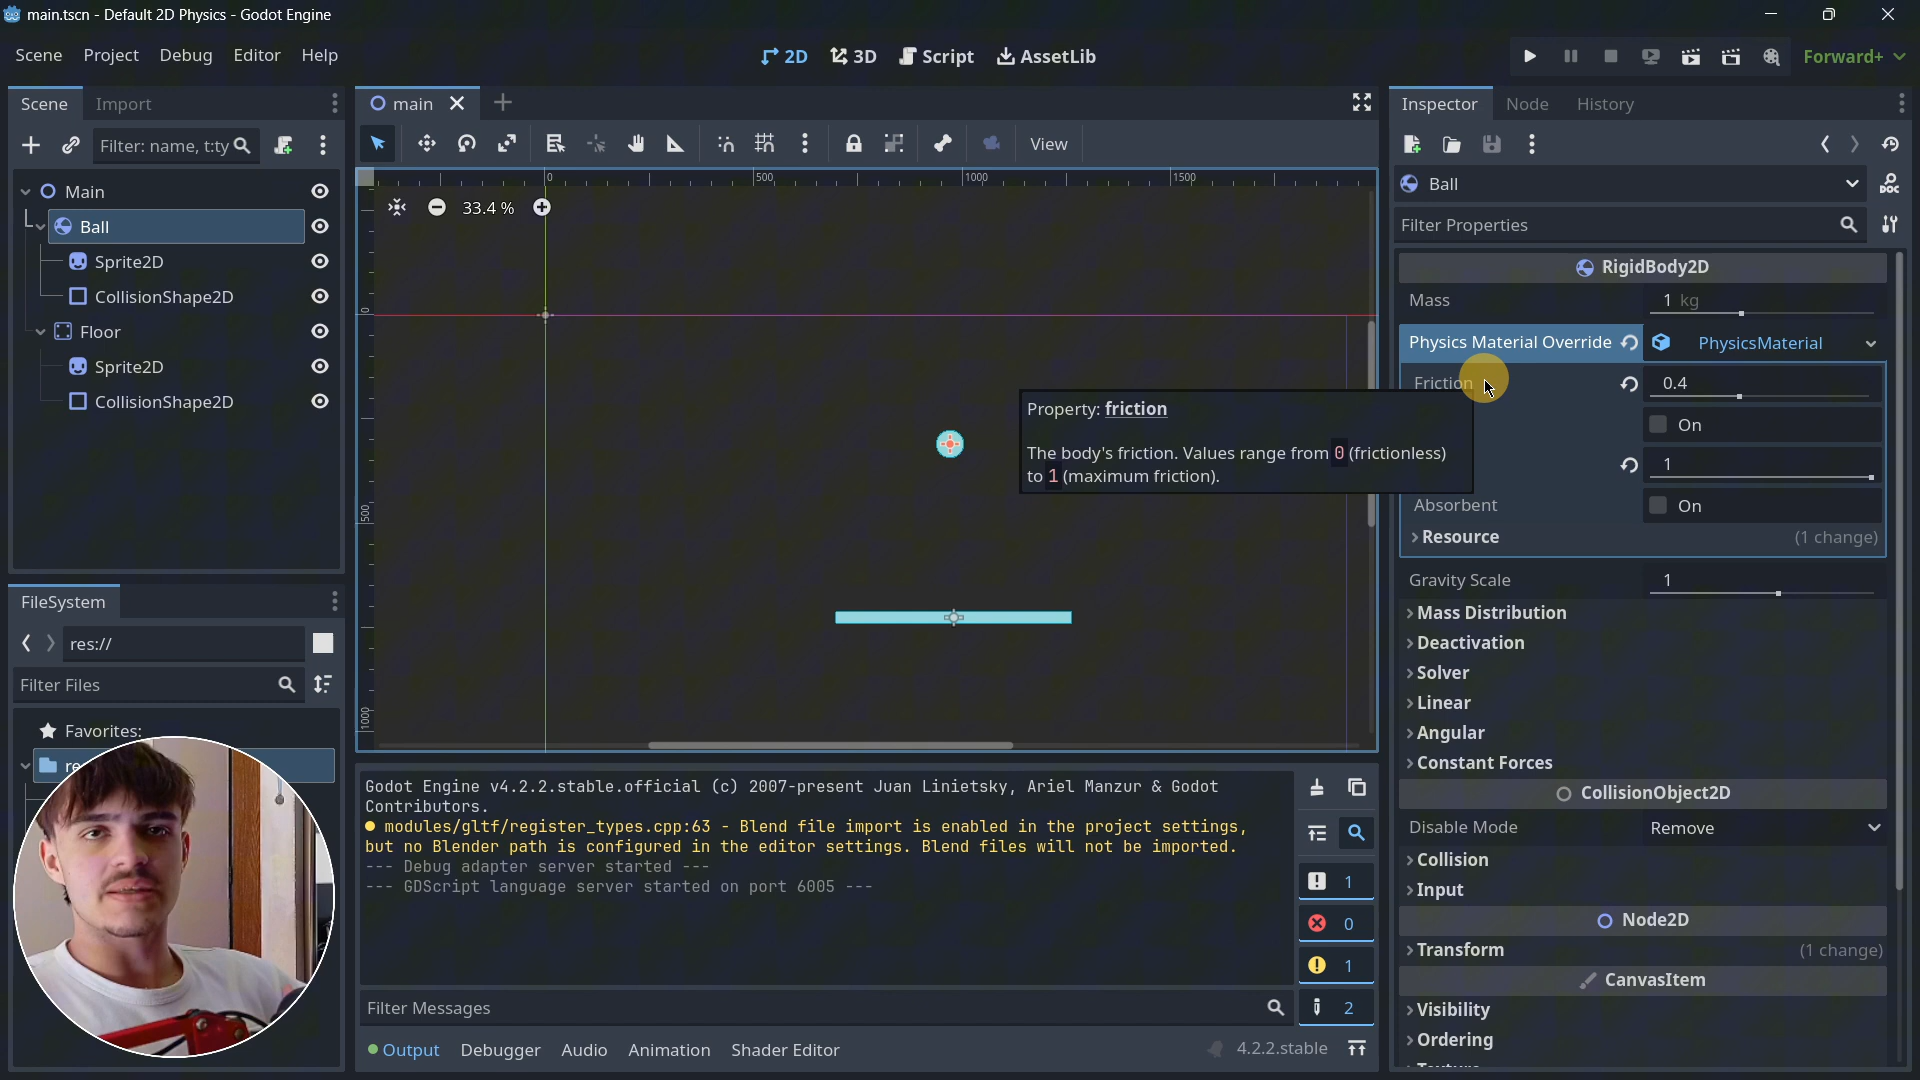 main.tscn - Default 2D Physics - Godot Engine
Scene Project Debug Editor Help
2D 3D Script AssetLib
Forward+
Scene Import
Filter: name, t:ty
Main
Ball
Sprite2D
CollisionShape2D
Floor
Sprite2D
CollisionShape2D
FileSystem
res://
Filter Files
Favorites:
re
main
View
0 500 1000 1500
33.4 %
0
500
1000
Property: friction
The body's friction. Values range from 0 (frictionless)
to 1 (maximum friction).
Godot Engine v4.2.2.stable.official (c) 2007-present Juan Linietsky, Ariel Manzur & Godot
Contributors.
modules/gltf/register_types.cpp:63 - Blend file import is enabled in the project settings,
but no Blender path is configured in the editor settings. Blend files will not be imported.
--- Debug adapter server started ---
--- GDScript language server started on port 6005 ---
1
0
1
2
Filter Messages
Output Debugger Audio Animation Shader Editor
4.2.2.stable
Inspector Node History
Ball
DOC
Filter Properties
RigidBody2D
Mass 1 kg
Physics Material Override PhysicsMaterial
Friction 0.4
On
1
Absorbent On
Resource (1 change)
Gravity Scale 1
Mass Distribution
Deactivation
Solver
Linear
Angular
Constant Forces
CollisionObject2D
Disable Mode Remove
Collision
Input
Node2D
Transform (1 change)
CanvasItem
Visibility
Ordering